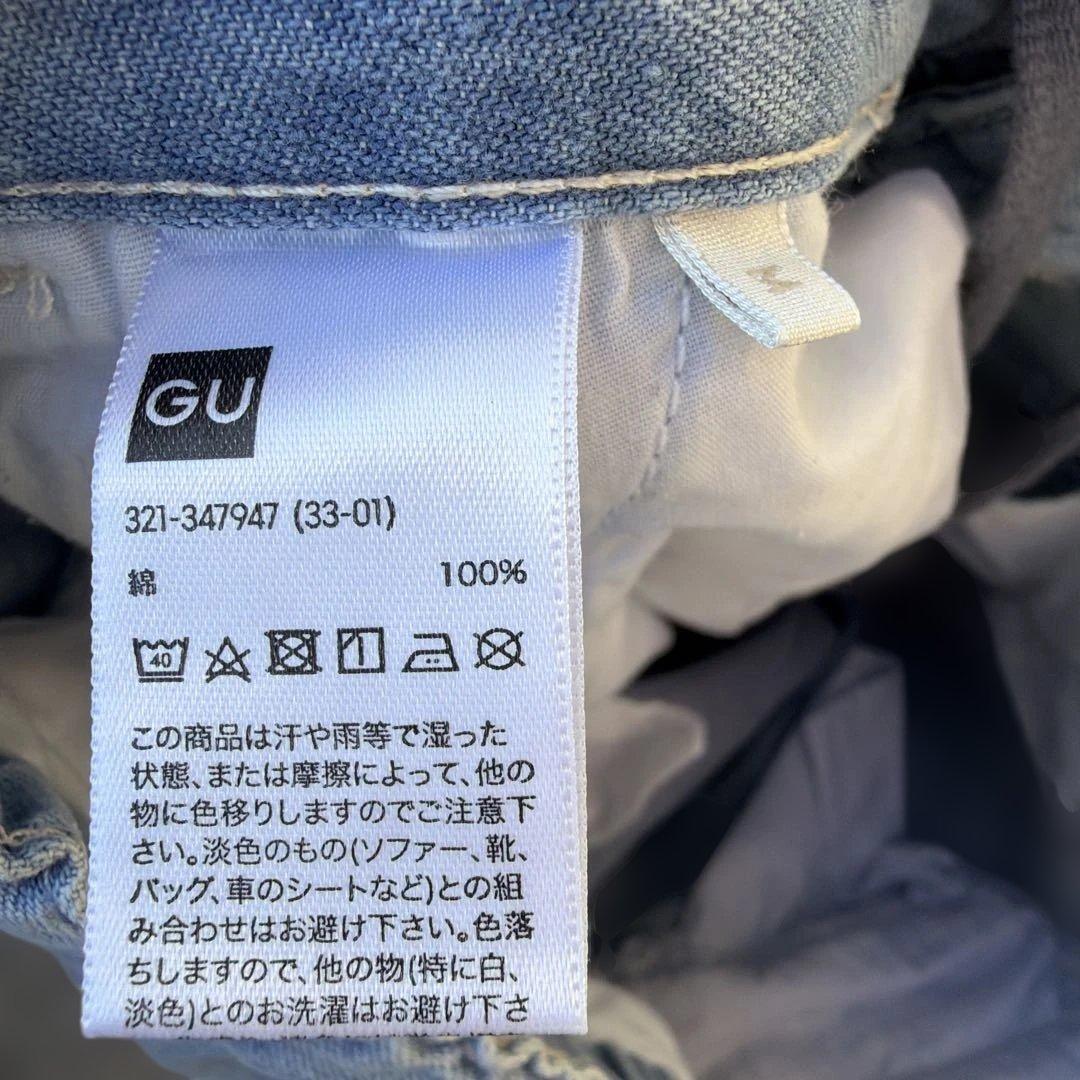 GU
321-347947 (33-01)
綿 100%
40
この商品は汗や雨等で湿った
状態、または摩擦によって、他の
物に色移りしますのでご注意下
さい。淡色のもの(ソファー、靴、
バッグ、車のシートなど)との組
み合わせはお避け下さい。色落
ちしますので、他の物(特に白、
淡色)とのお洗濯はお避け下さ